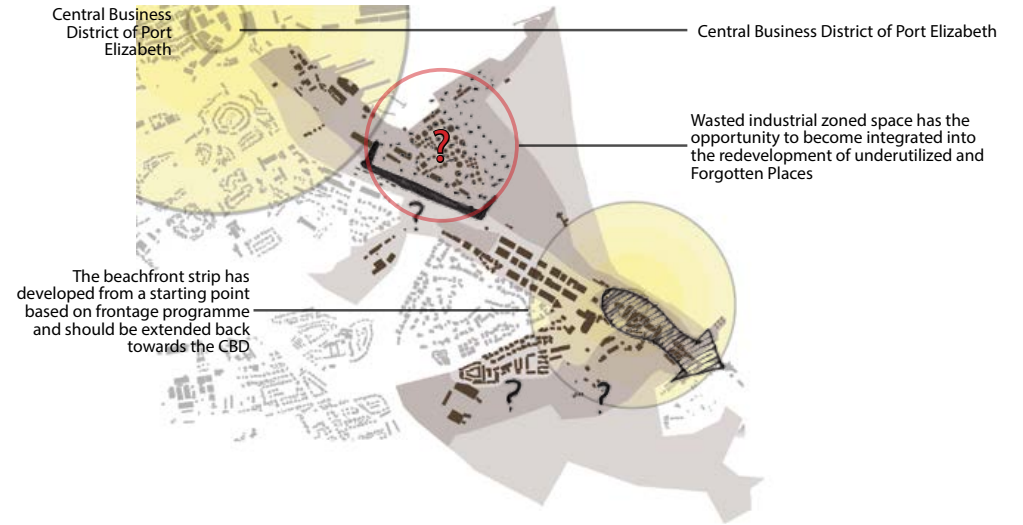 Central Business
District of Port
Elizabeth
Central Business District of Port Elizabeth
?
Wasted industrial zoned space has the
opportunity to become integrated into
the redevelopment of underutilized and
Forgotten Places
?
The beachfront strip has
developed from a starting point
based on frontage programme
and should be extended back
towards the CBD
?
?